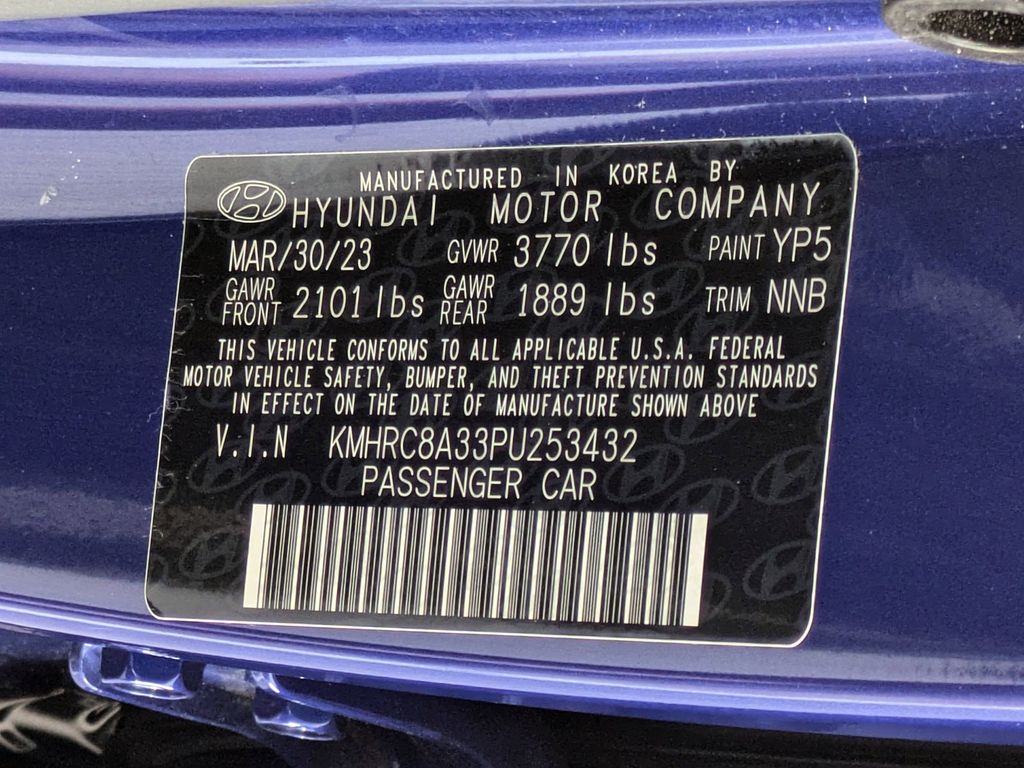 MANUFACTURED IN KOREA BY
HYUNDAI MOTOR COMPANY
MAR/30/23 GVWR 3770 lbs PAINT YP5
GAWR FRONT 2101 lbs GAWR REAR 1889 lbs TRIM NNB
THIS VEHICLE CONFORMS TO ALL APPLICABLE U.S.A. FEDERAL
MOTOR VEHICLE SAFETY, BUMPER, AND THEFT PREVENTION STANDARDS
IN EFFECT ON THE DATE OF MANUFACTURE SHOWN ABOVE
V.I.N KMHRC8A33PU253432
PASSENGER CAR